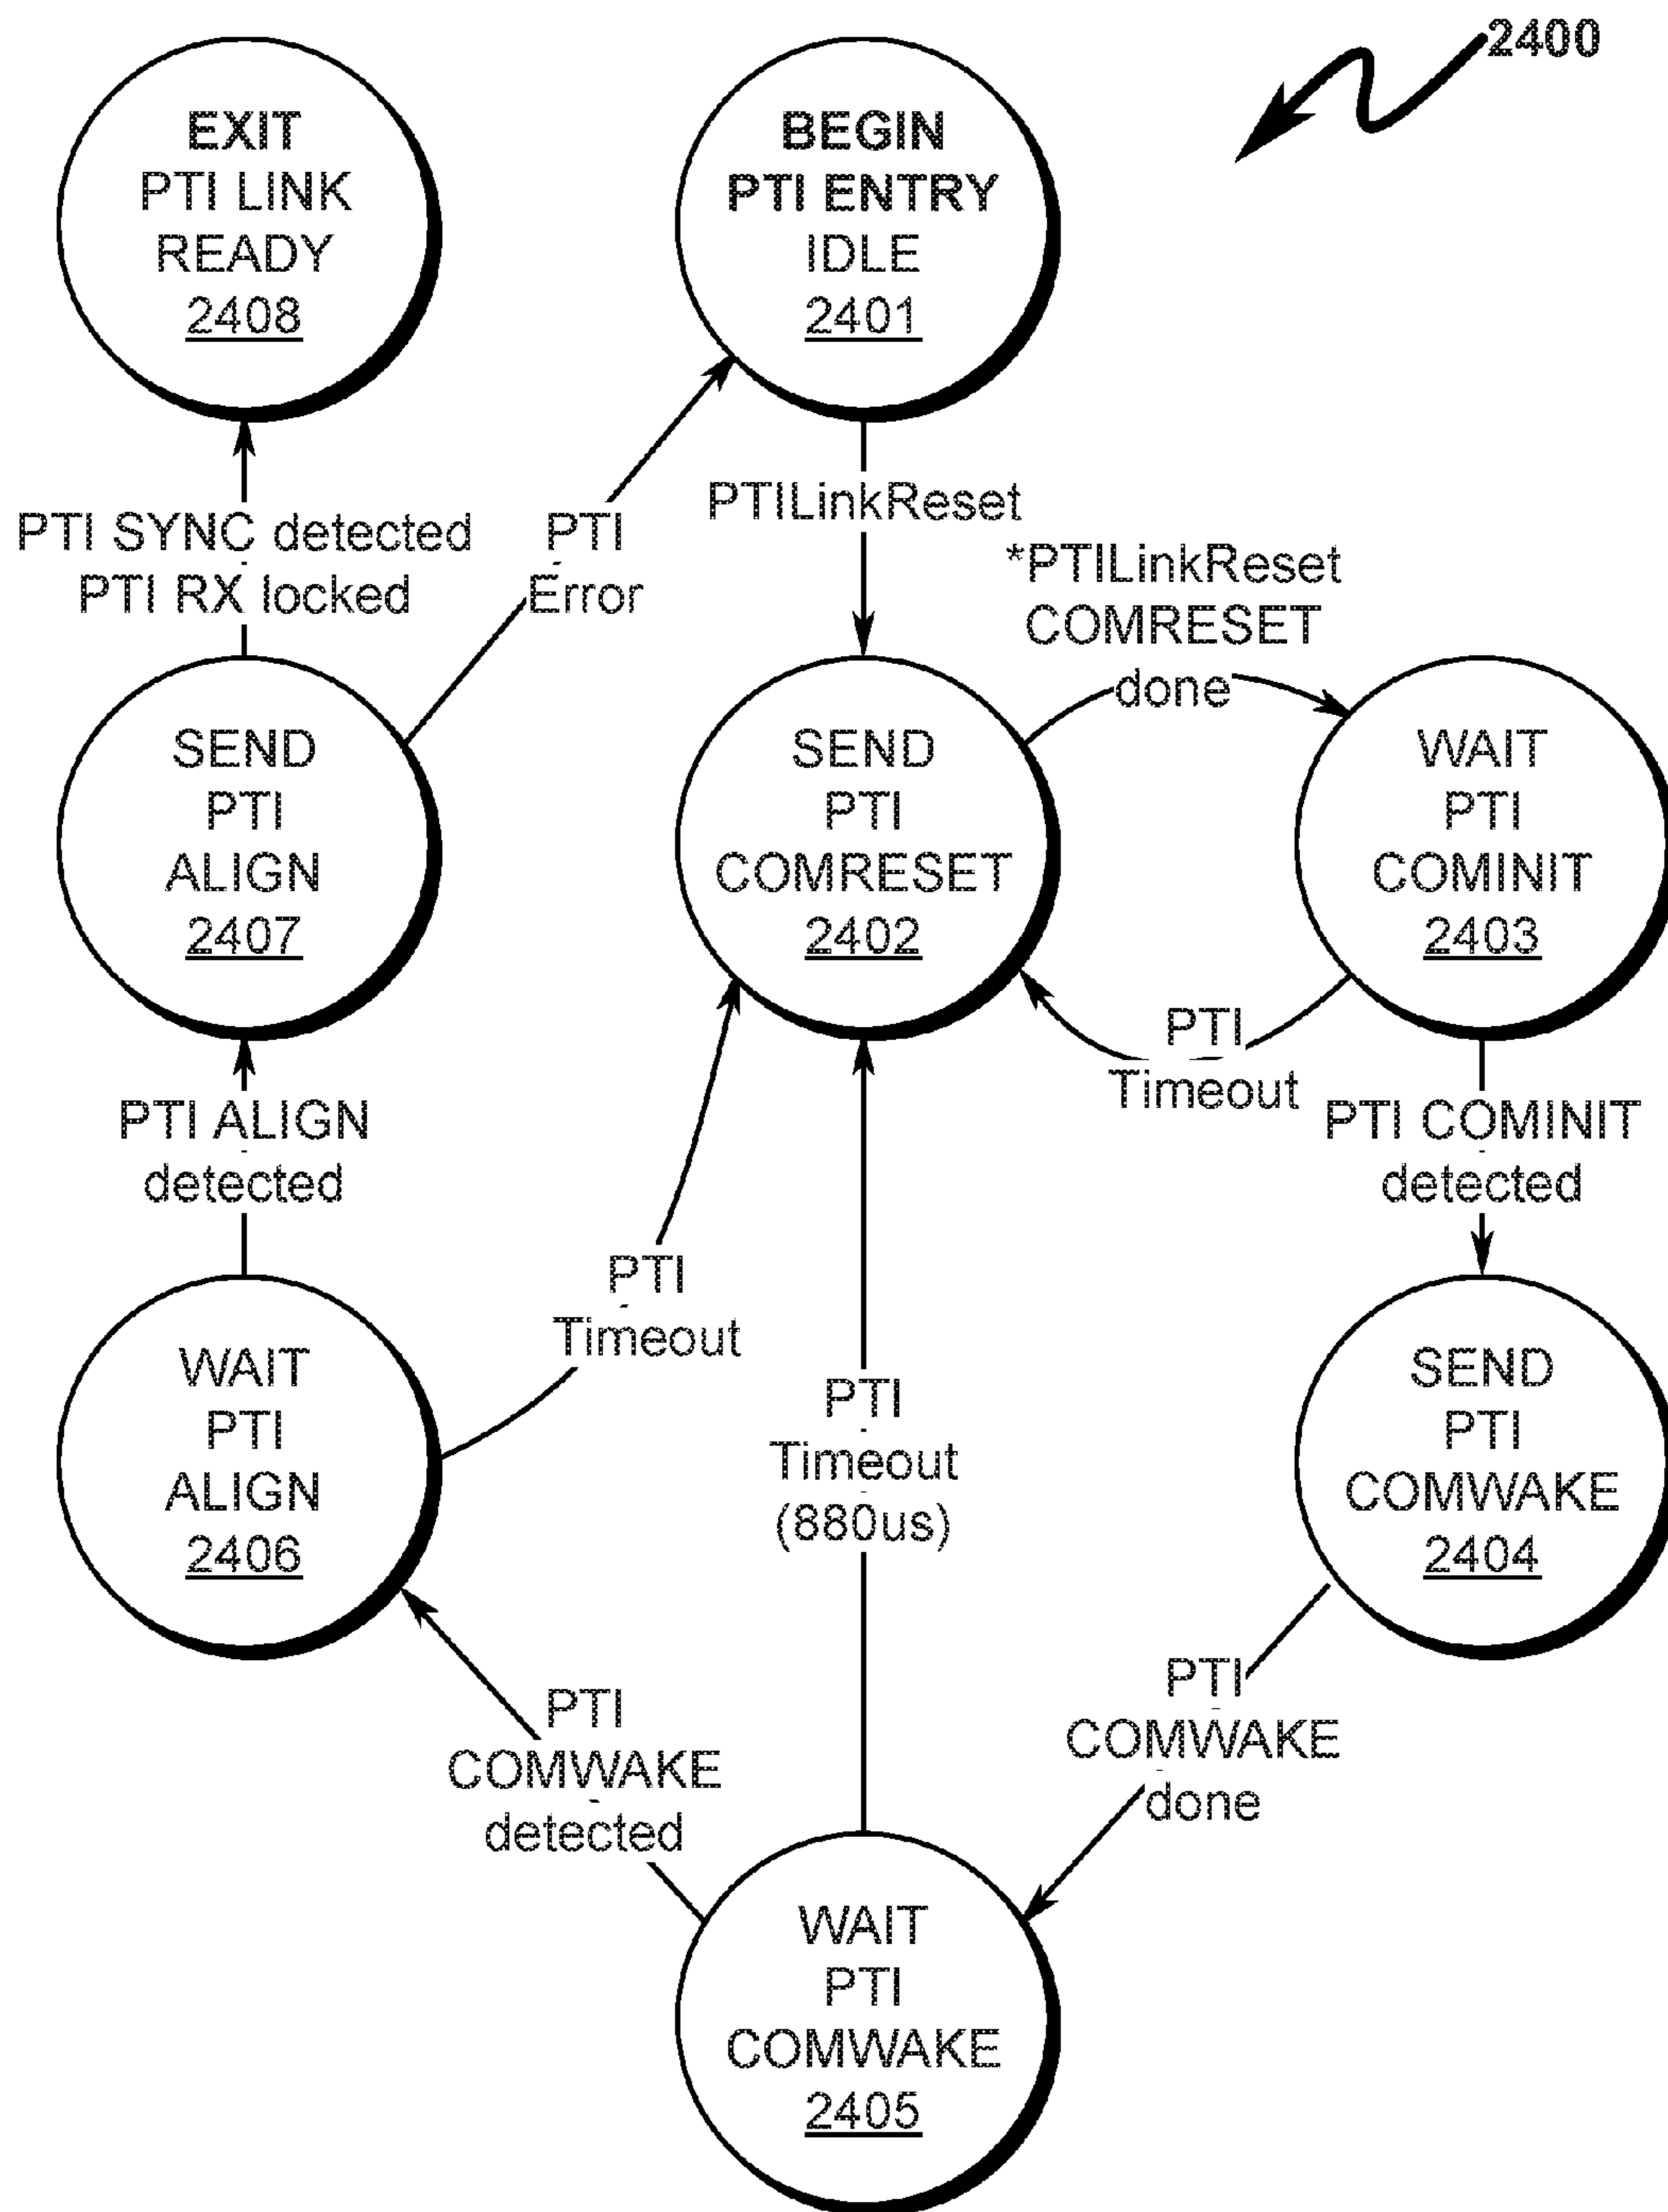 2400
EXIT
PTI LINK
READY
2408
BEGIN
PTI ENTRY
IDLE
2401
PTI SYNC detected
PTI RX locked
PTI
Error
PTILinkReset
*PTILinkReset
COMRESET
done
SEND
PTI
ALIGN
2407
SEND
PTI
COMRESET
2402
WAIT
PTI
COMINIT
2403
PTI
Timeout
PTI ALIGN
detected
PTI COMINIT
detected
PTI
Timeout
PTI
Timeout
(880us)
WAIT
PTI
ALIGN
2406
SEND
PTI
COMWAKE
2404
PTI
COMWAKE
detected
PTI
COMWAKE
done
WAIT
PTI
COMWAKE
2405